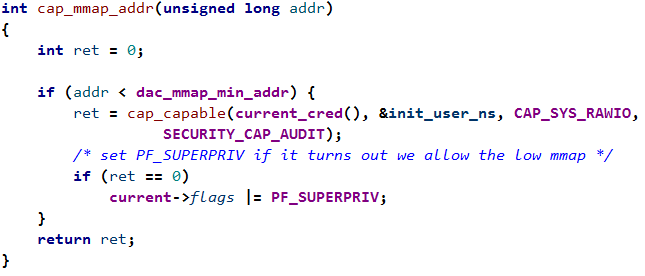 int cap_mmap_addr(unsigned long addr)
{
    int ret = 0;

    if (addr < dac_mmap_min_addr) {
        ret = cap_capable(current_cred(), &init_user_ns, CAP_SYS_RAWIO,
                SECURITY_CAP_AUDIT);
        /* set PF_SUPERPRIV if it turns out we allow the low mmap */
        if (ret == 0)
            current->flags |= PF_SUPERPRIV;
    }
    return ret;
}